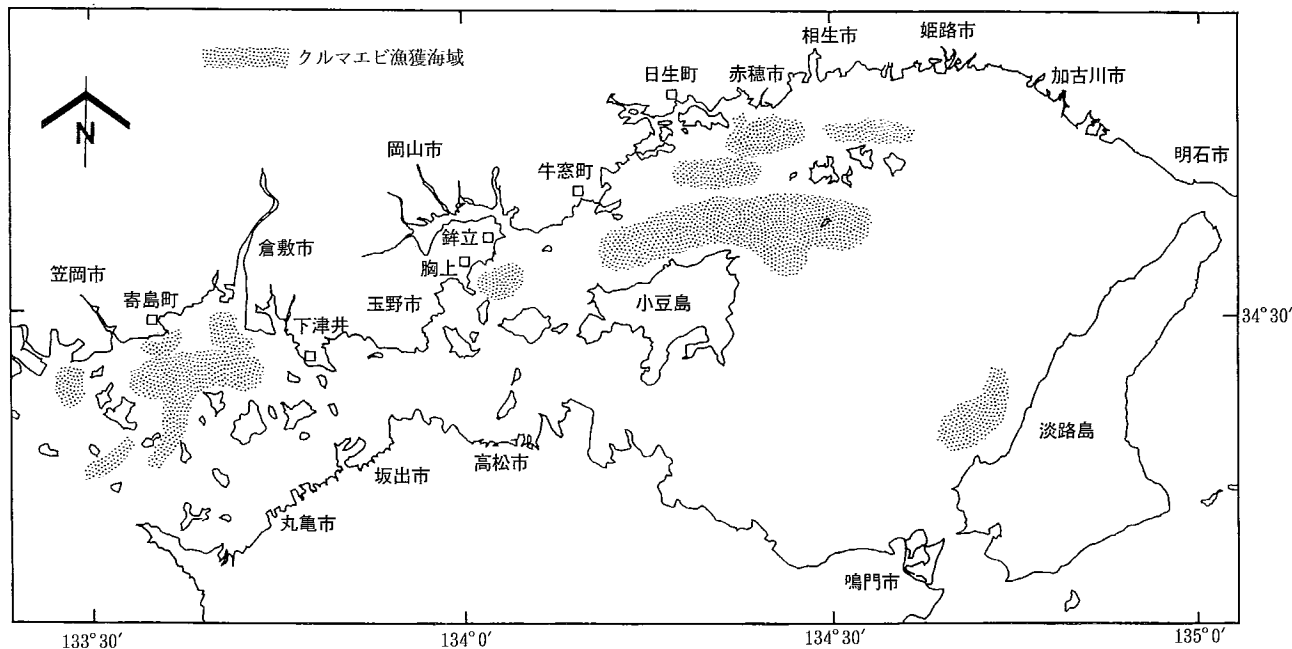 クルマエビ漁獲海域
N
相生市
姫路市
日生町
赤穂市
加古川市
岡山市
牛窓町
明石市
鉾立
倉敷市
胸上
笠岡市
寄島町
玉野市
小豆島
下津井
34°30′
淡路島
高松市
坂出市
丸亀市
鳴門市
133°30′
134°0′
134°30′
135°0′